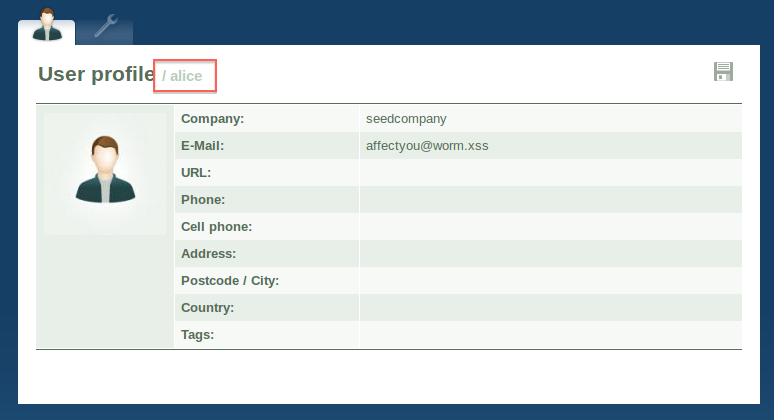 User profile / alice
Company: seedcompany
E-Mail: affectyou@worm.xss
URL:
Phone:
Cell phone:
Address:
Postcode / City:
Country:
Tags: